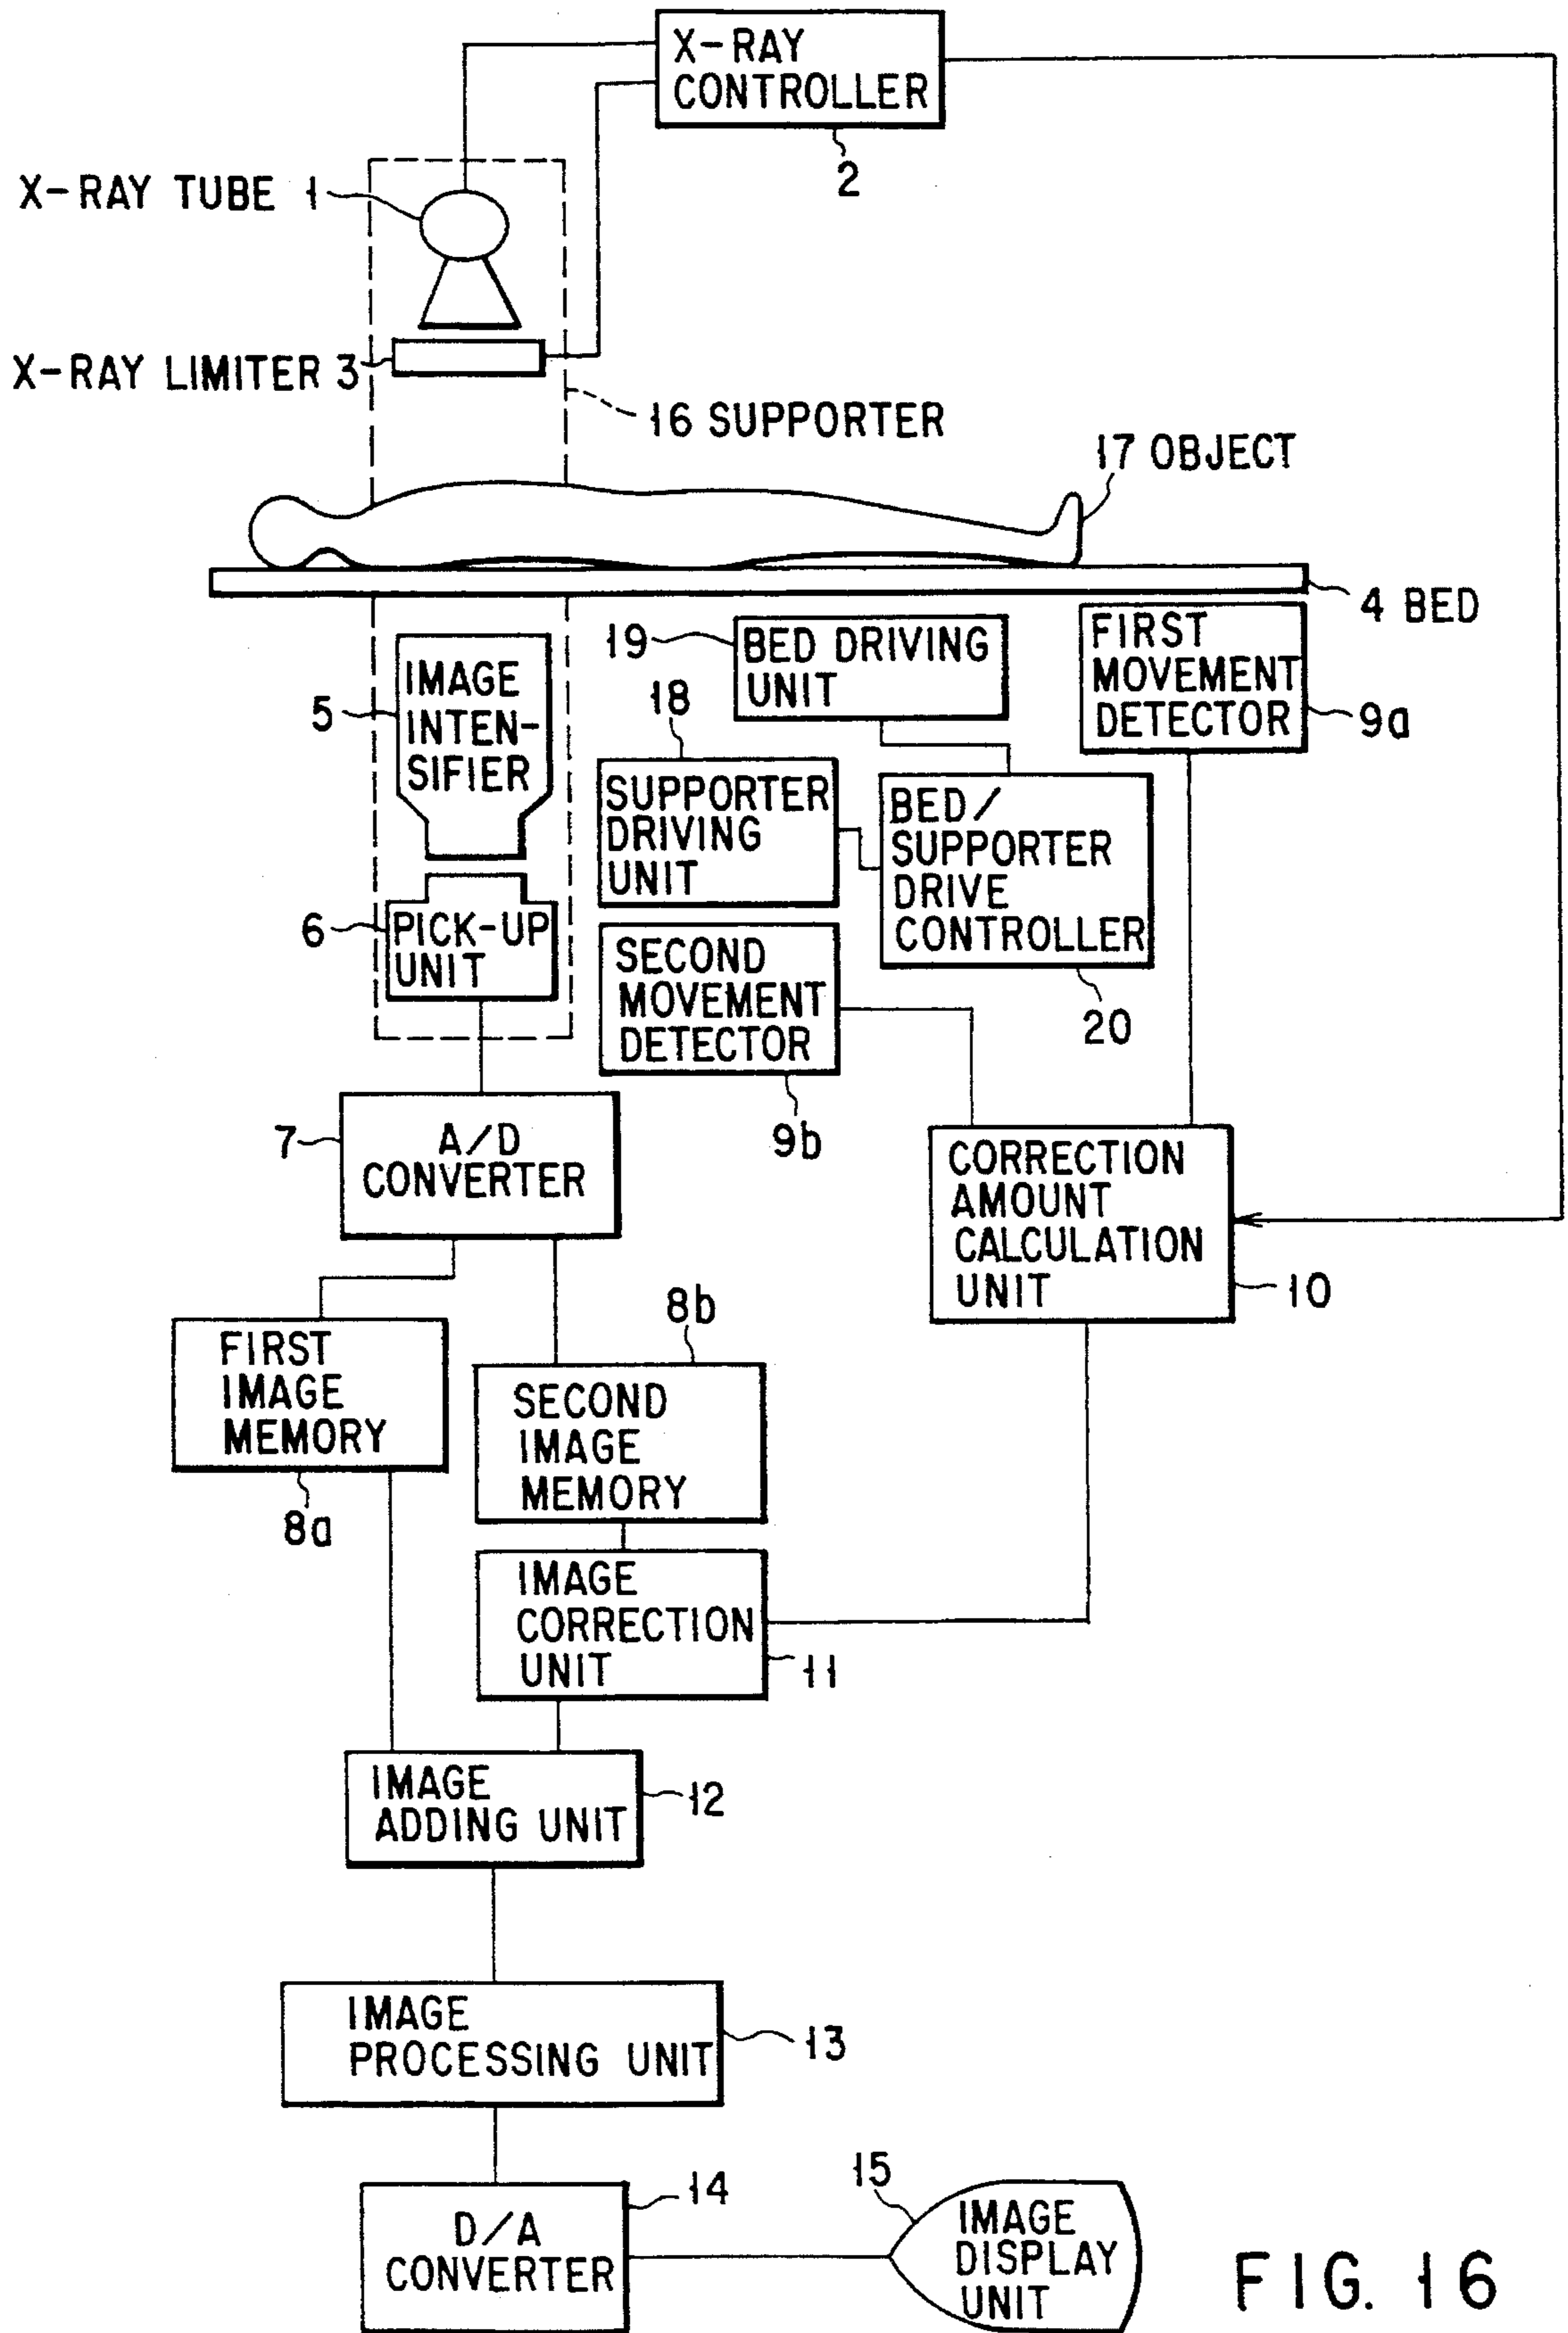 X-RAY
CONTROLLER
2
X-RAY TUBE 1
X-RAY LIMITER 3
16 SUPPORTER
17 OBJECT
4 BED
19
BED DRIVING
UNIT
FIRST
MOVEMENT
DETECTOR
9a
5
IMAGE
INTEN-
SIFIER
18
SUPPORTER
DRIVING
UNIT
BED/
SUPPORTER
DRIVE
CONTROLLER
20
6
PICK-UP
UNIT
SECOND
MOVEMENT
DETECTOR
9b
7
A/D
CONVERTER
CORRECTION
AMOUNT
CALCULATION
UNIT
10
FIRST
IMAGE
MEMORY
8a
8b
SECOND
IMAGE
MEMORY
IMAGE
CORRECTION
UNIT
11
IMAGE
ADDING UNIT
12
IMAGE
PROCESSING UNIT
13
D/A
CONVERTER
14
15
IMAGE
DISPLAY
UNIT
FIG. 16